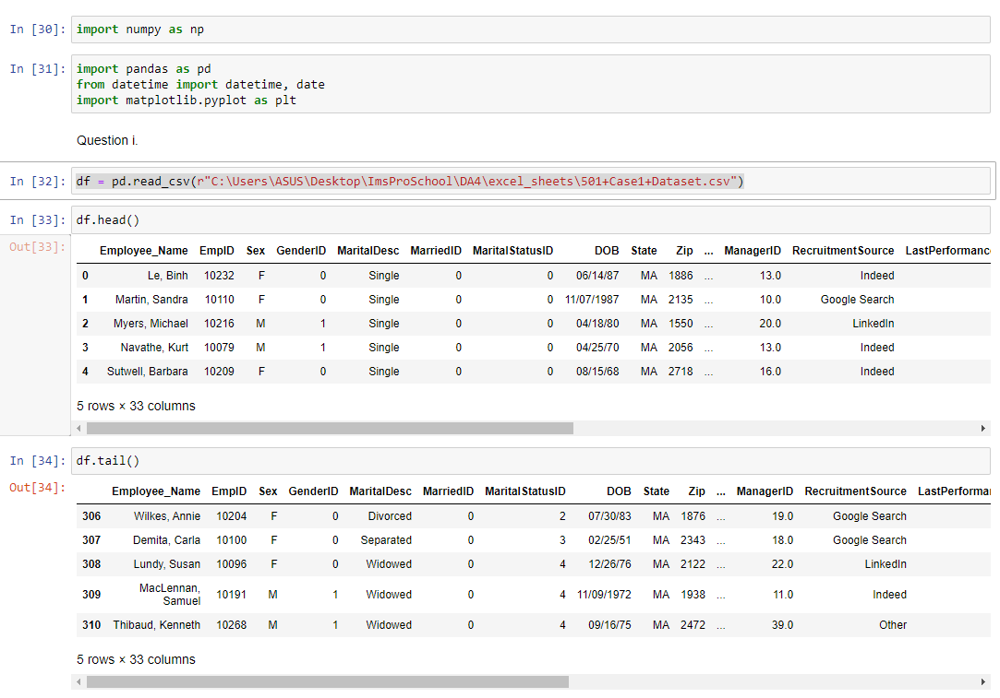 In [30]: import numpy as np
In [31]: import pandas as pd
from datetime import datetime, date
import matplotlib.pyplot as plt
Question i.
In [32]: df = pd.read_csv(r"C:\Users\ASUS\Desktop\ImsProSchool\DA4\excel_sheets\501+Case1+Dataset.csv")
In [33]: df.head()
Out[33]:
Employee_Name EmpID Sex GenderID MaritalDesc MarriedID MaritalStatusID DOB State Zip ... ManagerID RecruitmentSource LastPerformanc
0 Le, Binh 10232 F 0 Single 0 0 06/14/87 MA 1886 ... 13.0 Indeed
1 Martin, Sandra 10110 F 0 Single 0 0 11/07/1987 MA 2135 ... 10.0 Google Search
2 Myers, Michael 10216 M 1 Single 0 0 04/18/80 MA 1550 ... 20.0 LinkedIn
3 Navathe, Kurt 10079 M 1 Single 0 0 04/25/70 MA 2056 ... 13.0 Indeed
4 Sutwell, Barbara 10209 F 0 Single 0 0 08/15/68 MA 2718 ... 16.0 Indeed
5 rows × 33 columns
In [34]: df.tail()
Out[34]:
Employee_Name EmpID Sex GenderID MaritalDesc MarriedID MaritalStatusID DOB State Zip ... ManagerID RecruitmentSource LastPerforma
306 Wilkes, Annie 10204 F 0 Divorced 0 2 07/30/83 MA 1876 ... 19.0 Google Search
307 Demita, Carla 10100 F 0 Separated 0 3 02/25/51 MA 2343 ... 18.0 Google Search
308 Lundy, Susan 10096 F 0 Widowed 0 4 12/26/76 MA 2122 ... 22.0 LinkedIn
309 MacLennan,
Samuel 10191 M 1 Widowed 0 4 11/09/1972 MA 1938 ... 11.0 Indeed
310 Thibaud, Kenneth 10268 M 1 Widowed 0 4 09/16/75 MA 2472 ... 39.0 Other
5 rows × 33 columns